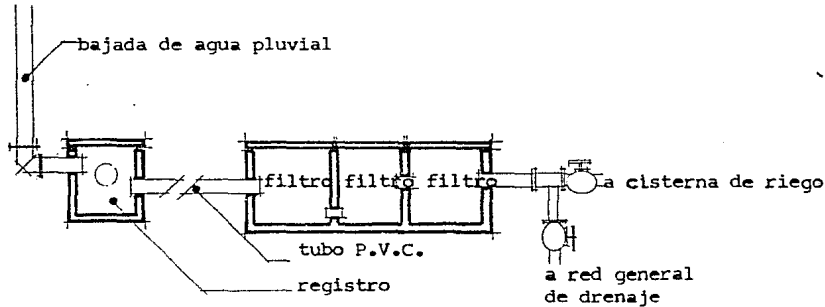 bajada de agua pluvial
filtro filtro filtro
a cisterna de riego
tubo P.V.C.
registro
a red general
de drenaje